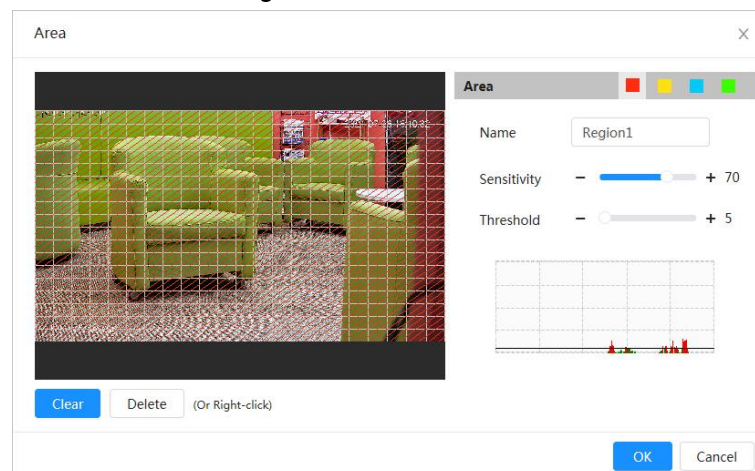 Area
Area
Name
Region1
Sensitivity
− + 70
Threshold
− + 5
Clear
Delete
(Or Right-click)
OK
Cancel